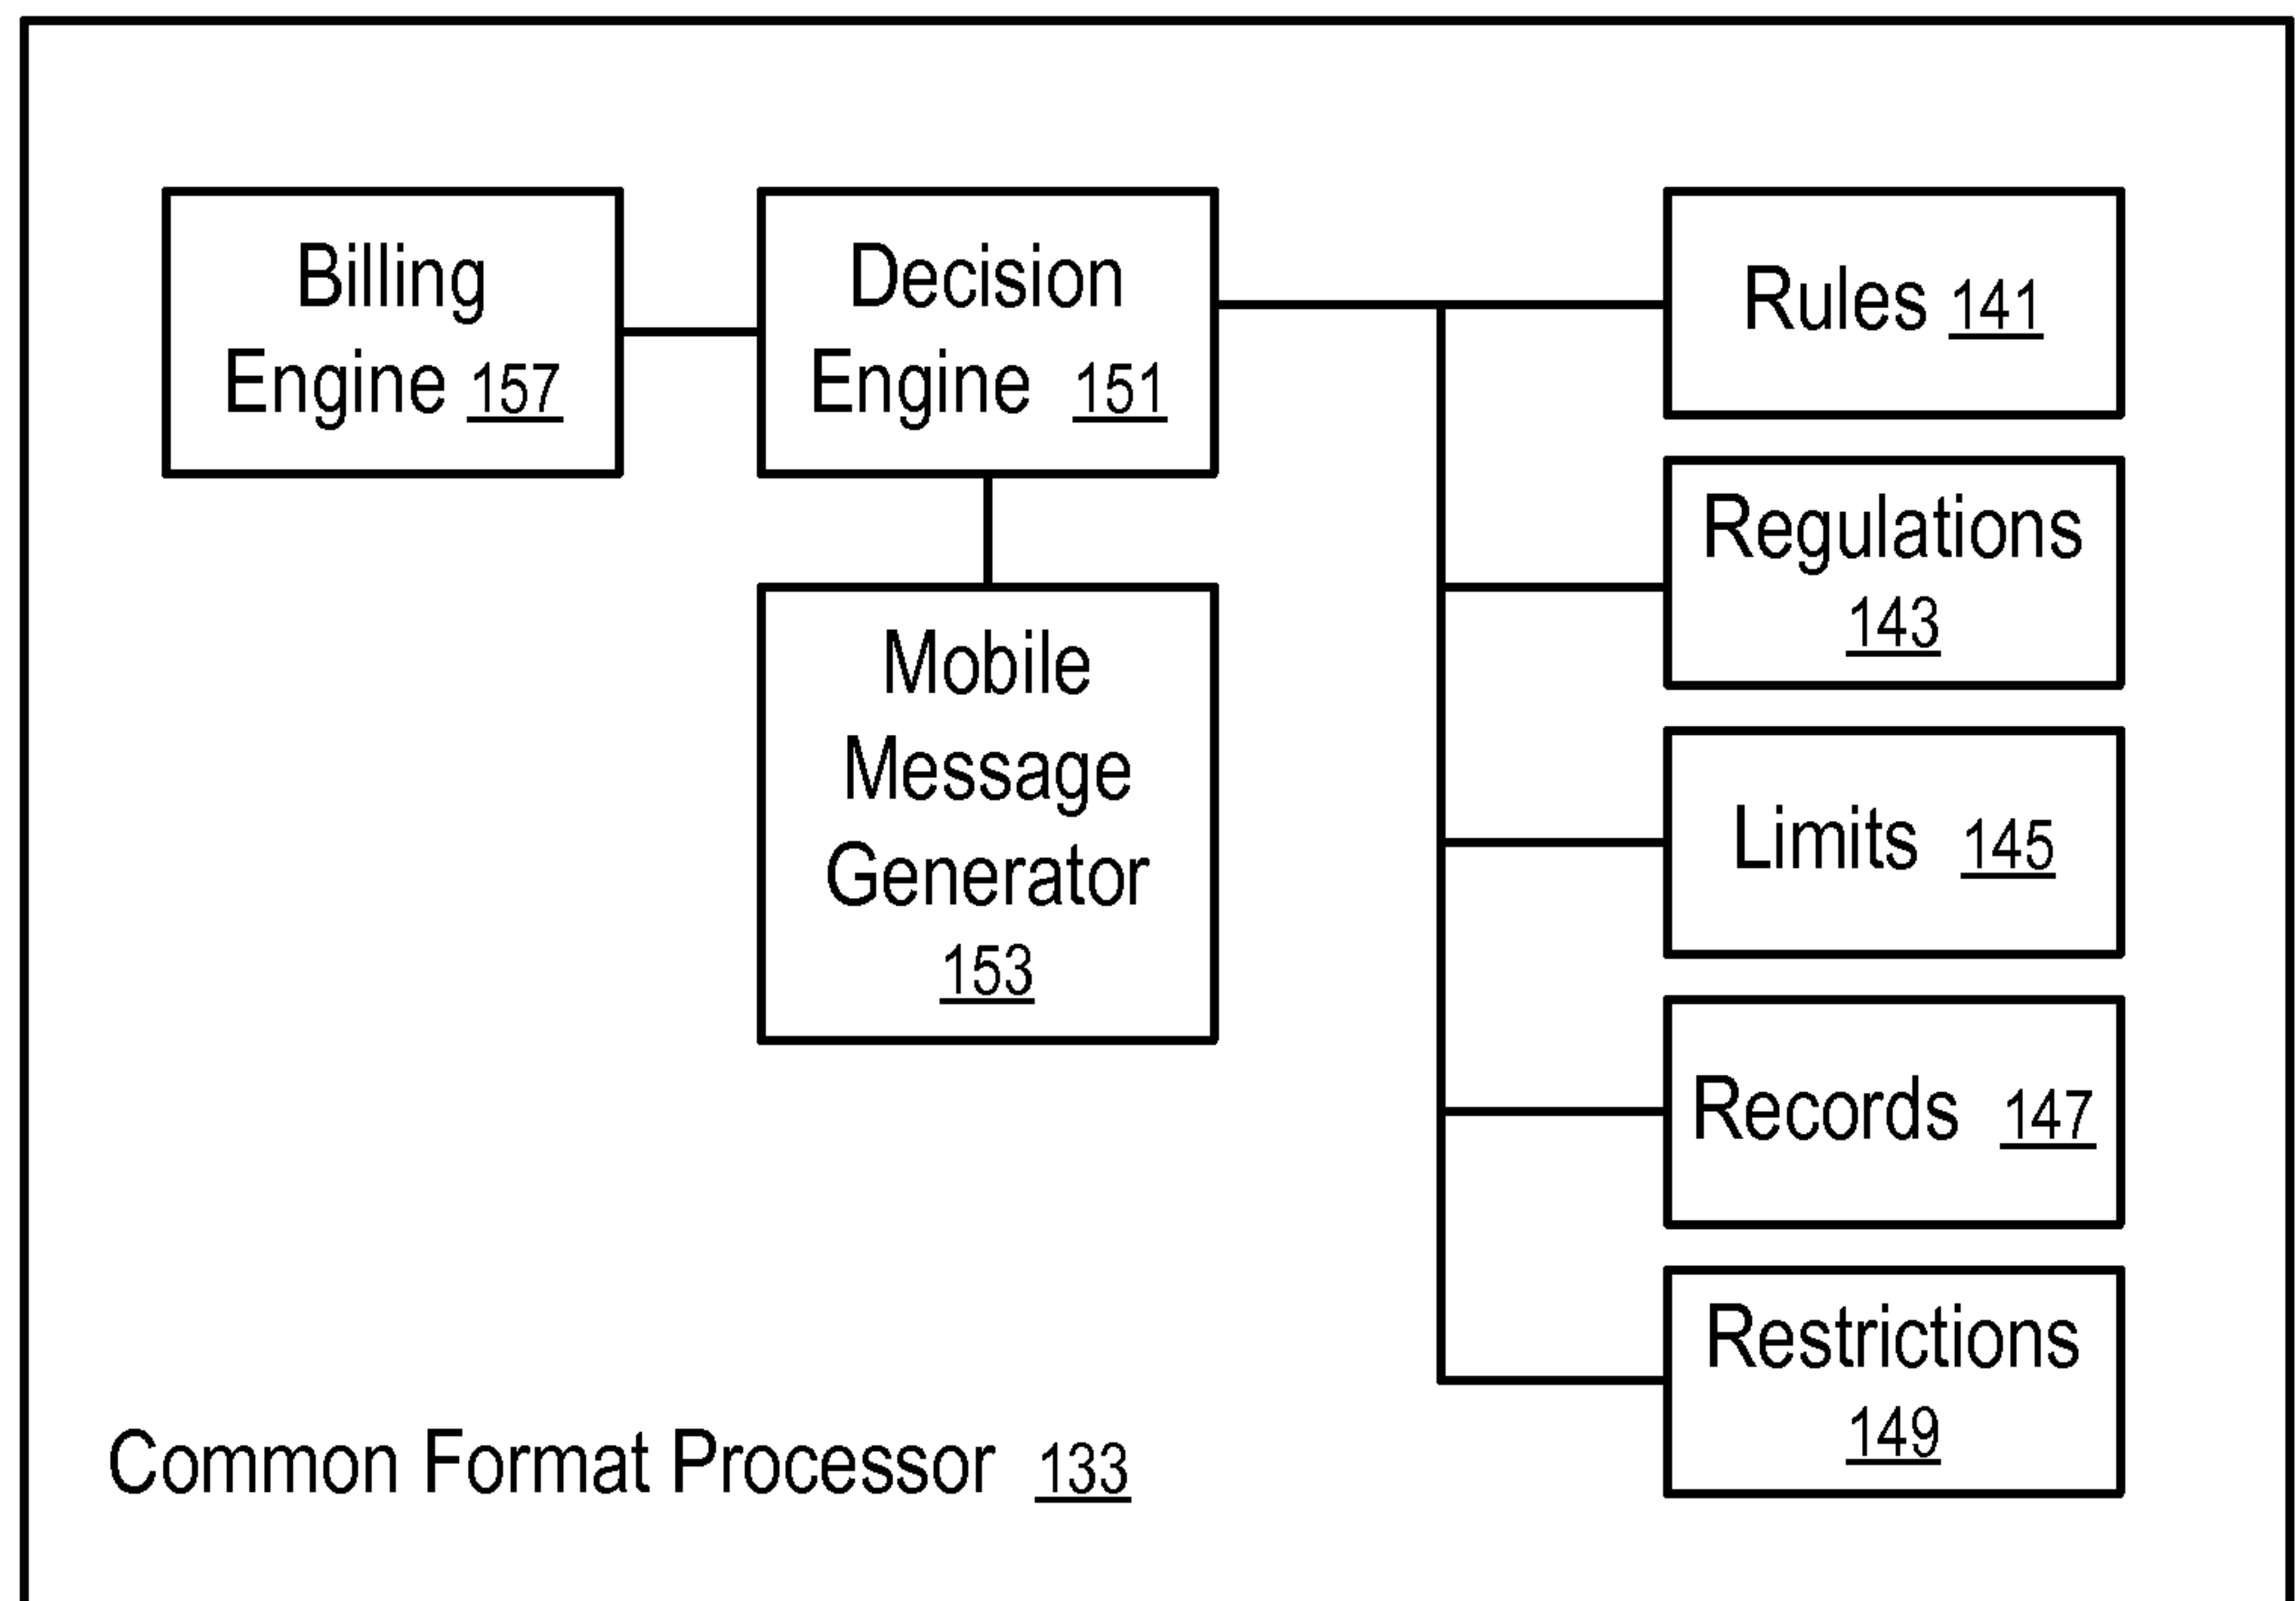 Billing
Engine 157
Decision
Engine 151
Mobile
Message
Generator
153
Rules 141
Regulations
143
Limits 145
Records 147
Restrictions
149
Common Format Processor 133